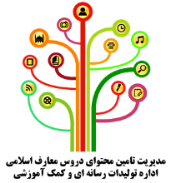 مدیریت تامین محتوای دروس معارف اسلامی
اداره تولیدات رسانه ای و کمک آموزشی